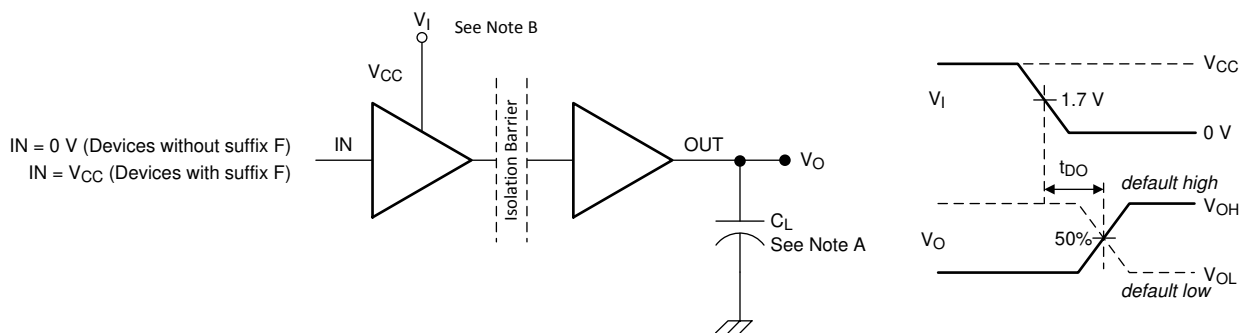 V_I
See Note B
V_CC
IN = 0 V (Devices without suffix F)
IN = V_CC (Devices with suffix F)
IN
Isolation Barrier
OUT
V_O
C_L
See Note A
V_I
V_CC
1.7 V
0 V
t_DO
default high
V_OH
V_O
50%
V_OL
default low